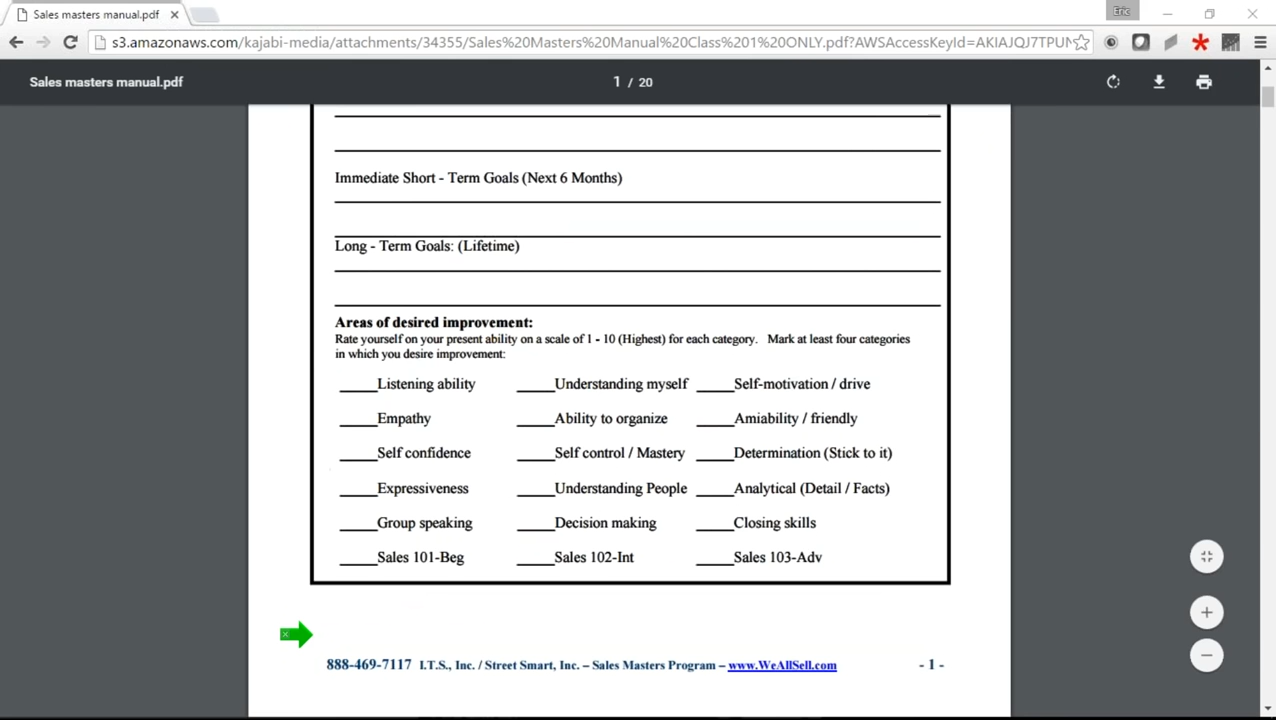 Sales masters manual.pdf
Eric
s3.amazonaws.com/kajabi-media/attachments/34355/Sales%20Masters%20Manual%20Class%201%20ONLY.pdf?AWSAccessKeyId=AKIAJQJ7TPUN
Sales masters manual.pdf 1 / 20
Immediate Short - Term Goals (Next 6 Months)
Long - Term Goals: (Lifetime)
Areas of desired improvement:
Rate yourself on your present ability on a scale of 1 - 10 (Highest) for each category. Mark at least four categories
in which you desire improvement:
_____Listening ability _____Understanding myself _____Self-motivation / drive
_____Empathy _____Ability to organize _____Amiability / friendly
_____Self confidence _____Self control / Mastery _____Determination (Stick to it)
_____Expressiveness _____Understanding People _____Analytical (Detail / Facts)
_____Group speaking _____Decision making _____Closing skills
_____Sales 101-Beg _____Sales 102-Int _____Sales 103-Adv
888-469-7117 I.T.S., Inc. / Street Smart, Inc. – Sales Masters Program – www.WeAllSell.com - 1 -